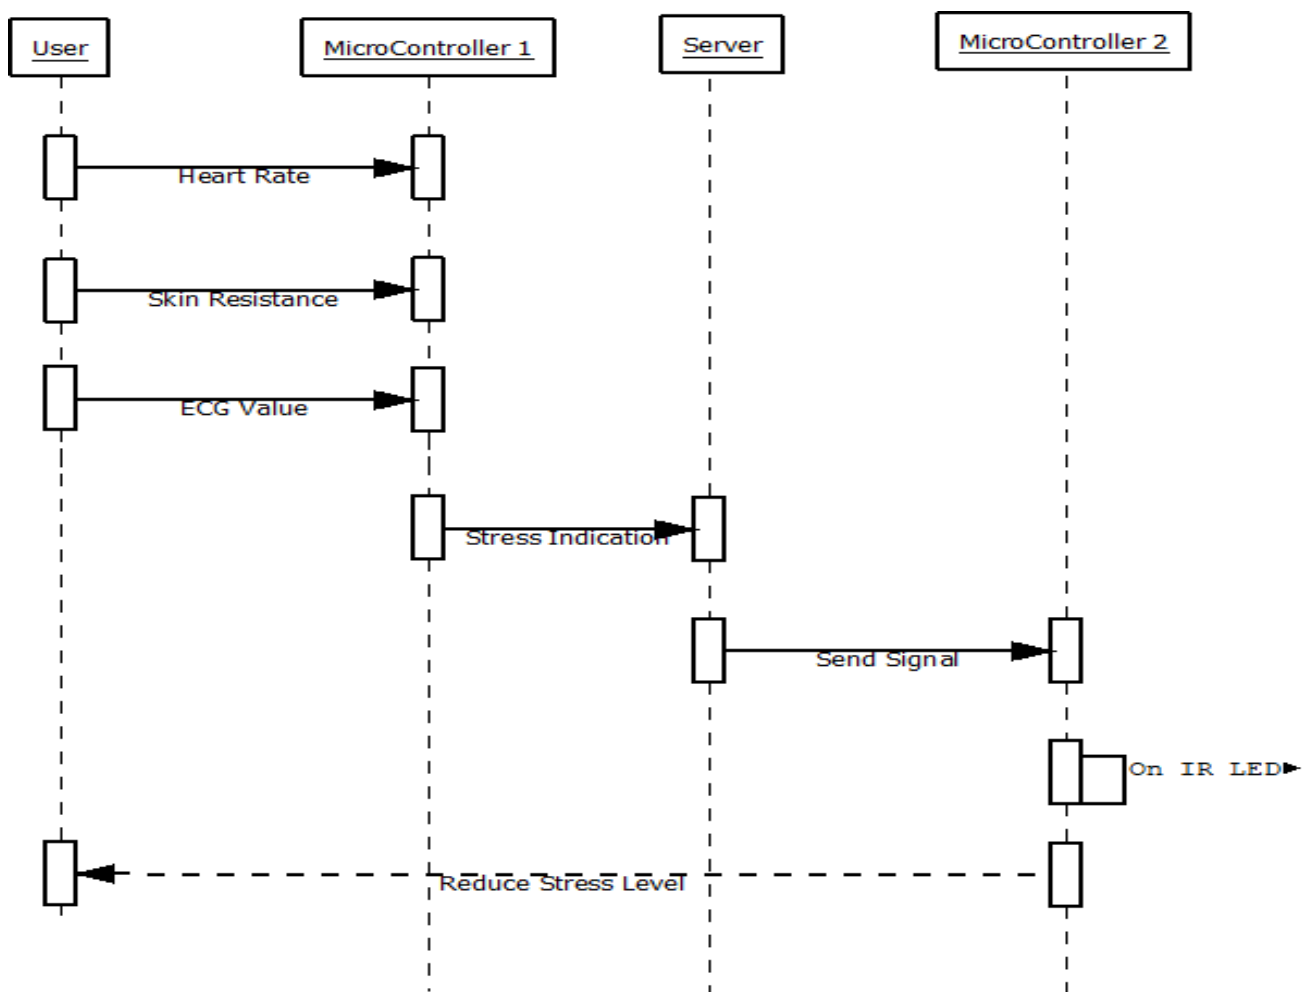 User
MicroController 1
Server
MicroController 2
Heart Rate
Skin Resistance
ECG Value
Stress Indication
Send Signal
On IR LED
Reduce Stress Level